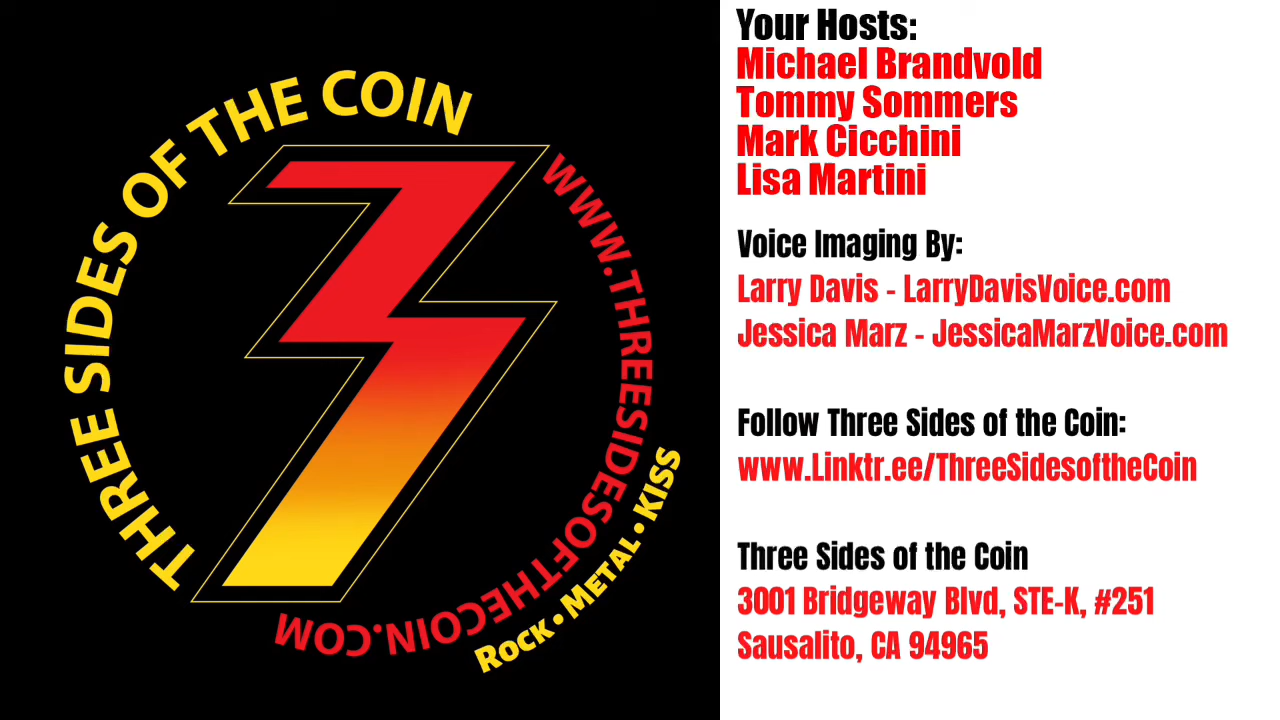 THREE SIDES OF THE COIN
WWW.THREESIDESOFTHECOIN.COM
ROCK • METAL • KISS
Your Hosts:
Michael Brandvold
Tommy Sommers
Mark Cicchini
Lisa Martini
Voice Imaging By:
Larry Davis - LarryDavisVoice.com
Jessica Marz - JessicaMarzVoice.com
Follow Three Sides of the Coin:
www.Linktr.ee/ThreeSidesoftheCoin
Three Sides of the Coin
3001 Bridgeway Blvd, STE-K, #251
Sausalito, CA 94965